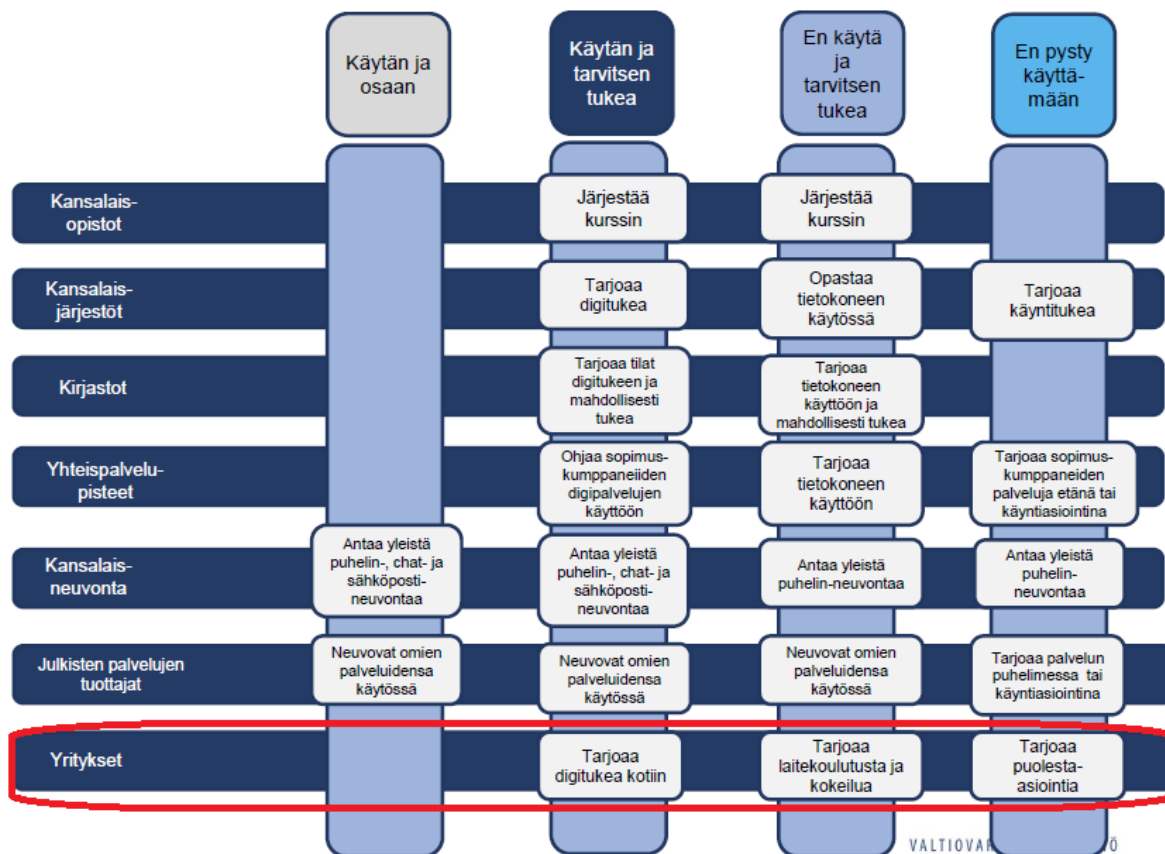 Käytän ja
osaan
Käytän ja
tarvitsen
tukea
En käytä
ja
tarvitsen
tukea
En pysty
käyttä-
mään
Kansalais-
opistot
Järjestää
kurssin
Järjestää
kurssin
Kansalais-
järjestöt
Tarjoaa
digitukea
Opastaa
tietokoneen
käytössä
Tarjoaa
käyntitukea
Kirjastot
Tarjoaa tilat
digitukeen ja
mahdollisesti
tukea
Tarjoaa
tietokoneen
käyttöön ja
mahdollisesti tukea
Yhteispalvelu-
pisteet
Ohjaa sopimus-
kumppaneiden
digipalvelujen
käyttöön
Tarjoaa
tietokoneen
käyttöön
Tarjoaa sopimus-
kumppaneiden
palveluja etänä tai
käyntiasiointina
Kansalais-
neuvonta
Antaa yleistä
puhelin-, chat- ja
sähköposti-
neuvontaa
Antaa yleistä
puhelin-, chat- ja
sähköposti-
neuvontaa
Antaa yleistä
puhelin-neuvontaa
Antaa yleistä
puhelin-
neuvontaa
Julkisten palvelujen
tuottajat
Neuvovat omien
palveluidensa
käytössä
Neuvovat omien
palveluidensa
käytössä
Neuvovat omien
palveluidensa
käytössä
Tarjoaa palvelun
puhelimessa tai
käyntiasiointina
Yritykset
Tarjoaa
digitukea kotiin
Tarjoaa
laitekoulutusta ja
kokeilua
Tarjoaa
puolesta-
asiointia